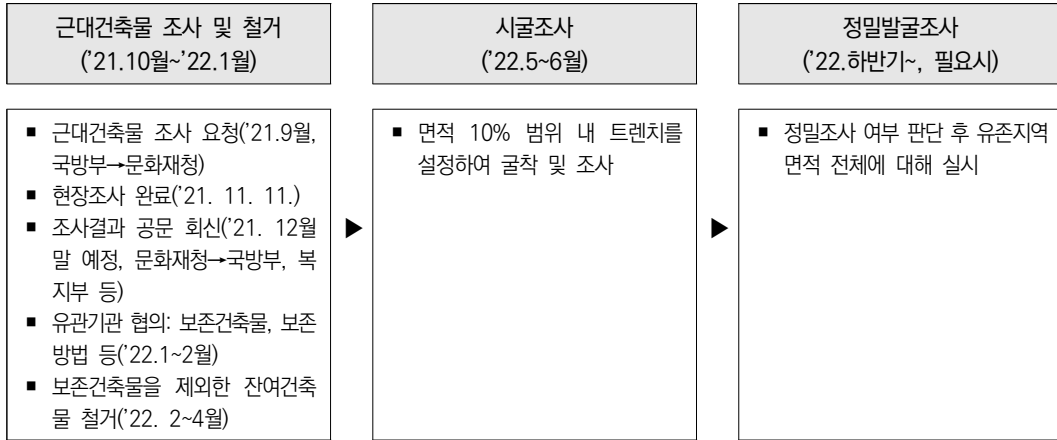 근대건축물 조사 및 철거
(’21.10월~’22.1월)
■ 근대건축물 조사 요청(’21.9월,
국방부→문화재청)
■ 현장조사 완료(’21. 11. 11.)
■ 조사결과 공문 회신(’21. 12월
말 예정, 문화재청→국방부, 복
지부 등)
■ 유관기관 협의: 보존건축물, 보존
방법 등(’22.1~2월)
■ 보존건축물을 제외한 잔여건축
물 철거(’22. 2~4월)
▶
시굴조사
(’22.5~6월)
■ 면적 10% 범위 내 트렌치를
설정하여 굴착 및 조사
▶
정밀발굴조사
(’22.하반기~, 필요시)
■ 정밀조사 여부 판단 후 유존지역
면적 전체에 대해 실시